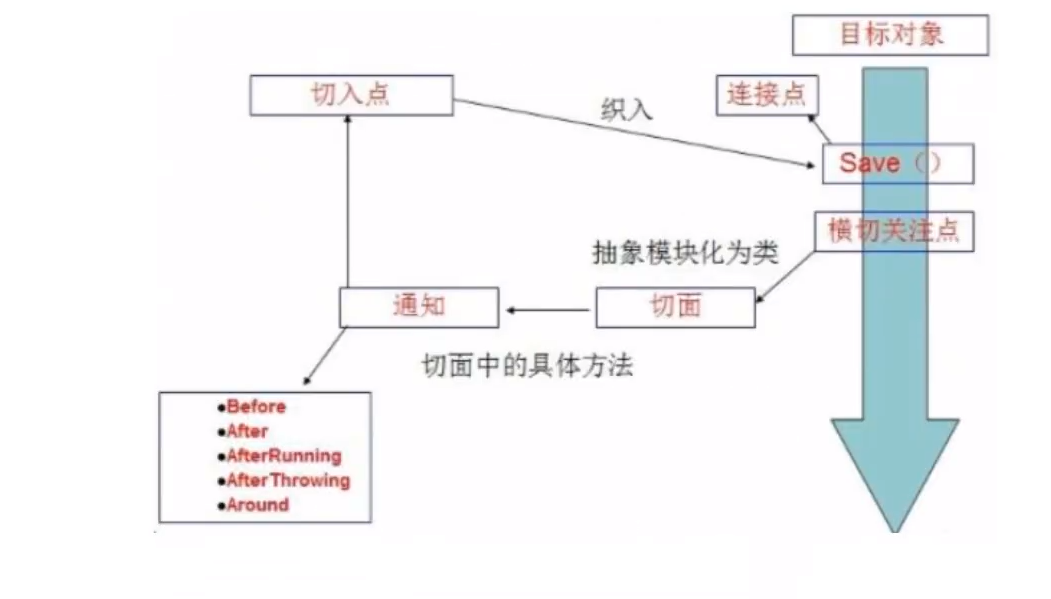 目标对象
切入点
织入
连接点
Save（）
横切关注点
抽象模块化为类
通知
切面
切面中的具体方法
●Before
●After
●AfterRunning
●AfterThrowing
●Around